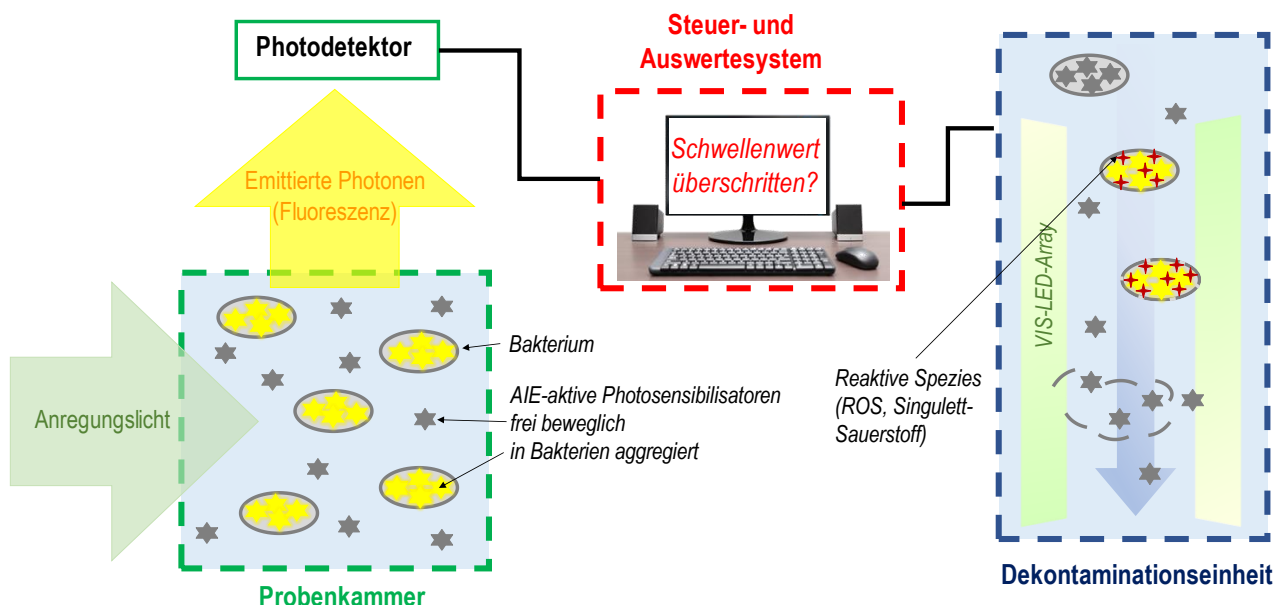 Photodetektor
Steuer- und
Auswertesystem
Schwellenwert
überschritten?
Emittierte Photonen
(Fluoreszenz)
Anregungslicht
Bakterium
AIE-aktive Photosensibilisatoren
frei beweglich
in Bakterien aggregiert
Probenkammer
VIS-LED-Array
Reaktive Spezies
(ROS, Singulett-
Sauerstoff)
Dekontaminationseinheit